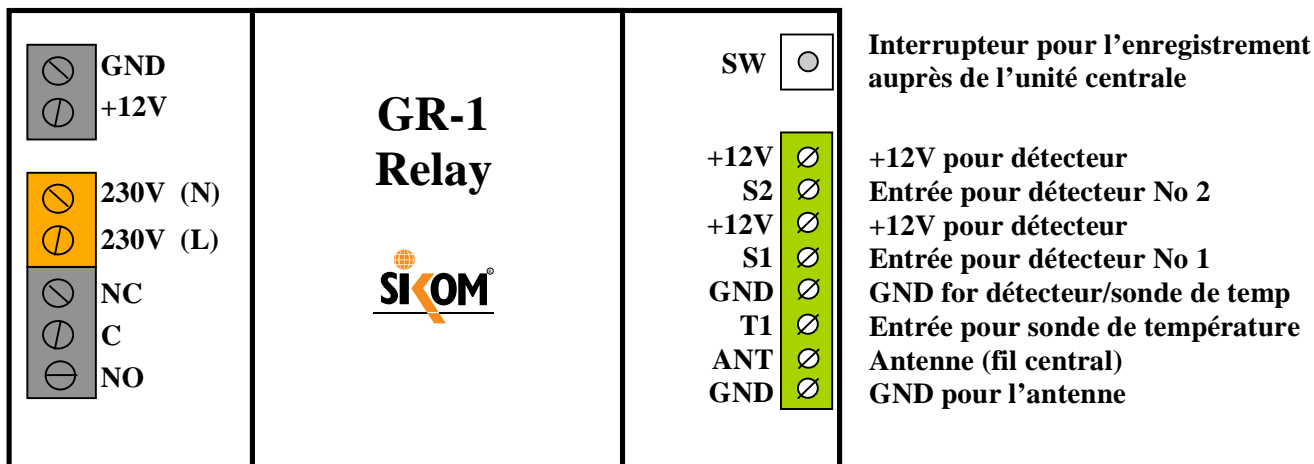 GND
+12V
230V (N)
230V (L)
NC
C
NO
GR-1
Relay
SIKOM®
SW
+12V
S2
+12V
S1
GND
T1
ANT
GND
Interrupteur pour l’enregistrement
auprès de l’unité centrale
+12V pour détecteur
Entrée pour détecteur No 2
+12V pour détecteur
Entrée pour détecteur No 1
GND for détecteur/sonde de temp
Entrée pour sonde de température
Antenne (fil central)
GND pour l’antenne